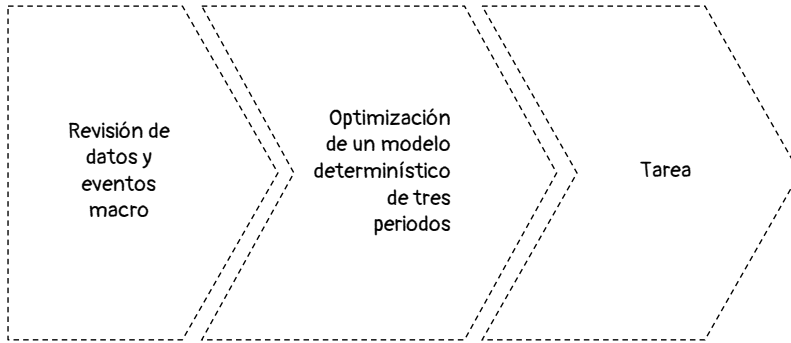 Revisión de
datos y
eventos
macro
Optimización
de un modelo
determinístico
de tres
periodos
Tarea